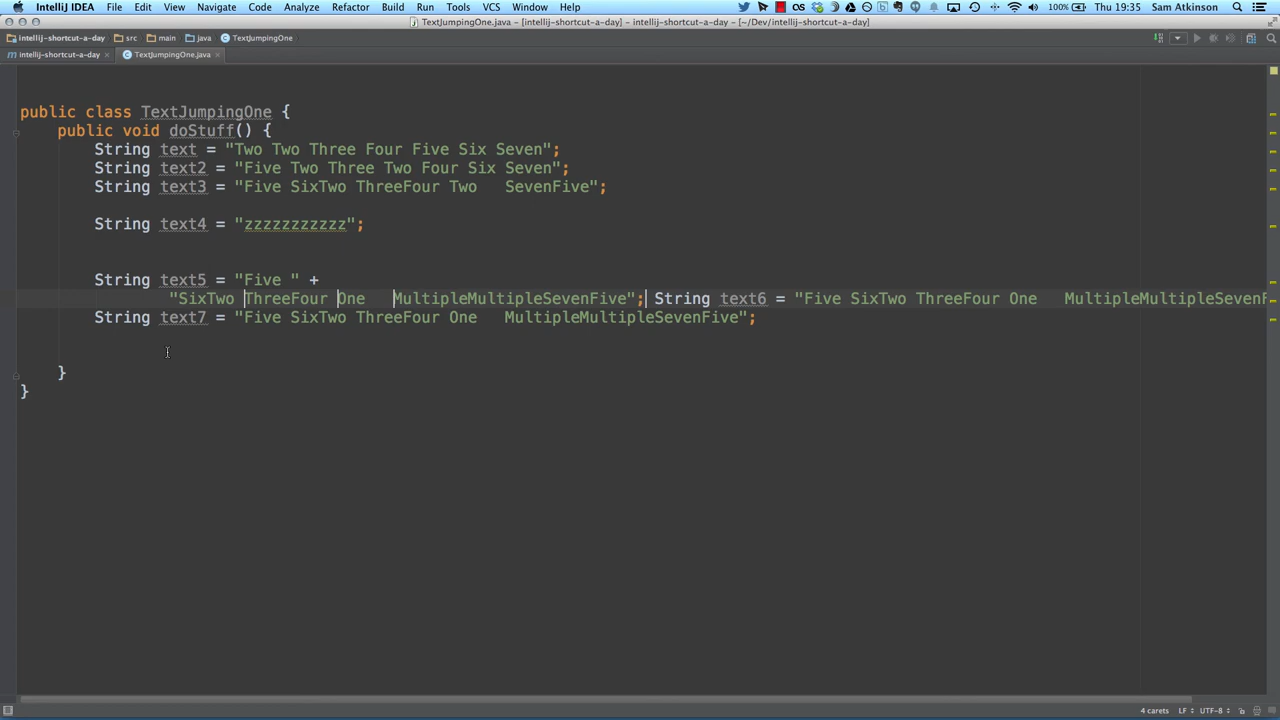 IntelliJ IDEA File Edit View Navigate Code Analyze Refactor Build Run Tools VCS Window Help 100% Thu 19:35 Sam Atkinson
TextJumpingOne.java - [intellij-shortcut-a-day] - intellij-shortcut-a-day - [~/Dev/intellij-shortcut-a-day]
intellij-shortcut-a-day src main java TextJumpingOne
m intellij-shortcut-a-day × TextJumpingOne.java ×
public class TextJumpingOne {
public void doStuff() {
String text = "Two Two Three Four Five Six Seven";
String text2 = "Five Two Three Two Four Six Seven";
String text3 = "Five SixTwo ThreeFour Two   SevenFive";
String text4 = "zzzzzzzzzzz";
String text5 = "Five " +
"SixTwo ThreeFour One   MultipleMultipleSevenFive"; String text6 = "Five SixTwo ThreeFour One   MultipleMultipleSevenF
String text7 = "Five SixTwo ThreeFour One   MultipleMultipleSevenFive";
}
}
4 carets LF UTF-8